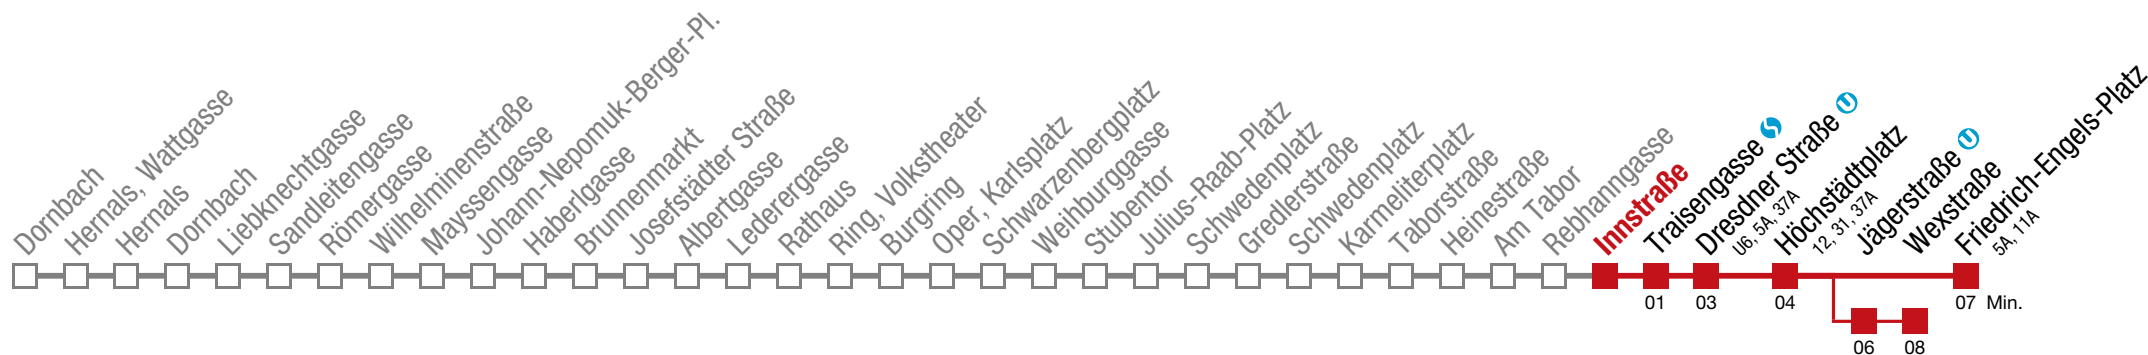 Dornbach
Hernals, Wattgasse
Hernals
Dornbach
Liebknechtgasse
Sandleitengasse
Römergasse
Wilhelminenstraße
Mayssengasse
Johann-Nepomuk-Berger-Pl.
Haberlgasse
Brunnenmarkt
Josefstädter Straße
Albertgasse
Lederergasse
Rathaus
Ring, Volkstheater
Burgring
Oper, Karlsplatz
Schwarzenbergplatz
Weihburggasse
Stubentor
Julius-Raab-Platz
Schwedenplatz
Gredlerstraße
Schwedenplatz
Karmeliterplatz
Taborstraße
Heinestraße
Am Tabor
Rebhanngasse
Innstraße
Traisengasse
Dresdner Straße U
U6, 5A, 37A
Höchstädtplatz
12, 31, 37A
Jägerstraße U
Wexstraße
Friedrich-Engels-Platz
5A, 11A
01 03 04 07 Min.
06 08